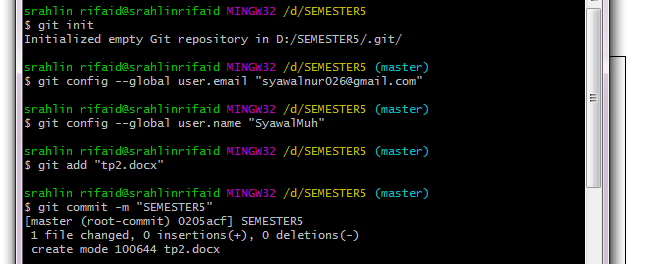 srahlin rifaid@srahlinrifaid MINGW32 /d/SEMESTER5
$ git init
Initialized empty Git repository in D:/SEMESTER5/.git/
srahlin rifaid@srahlinrifaid MINGW32 /d/SEMESTER5 (master)
$ git config --global user.email "syawalnur026@gmail.com"
srahlin rifaid@srahlinrifaid MINGW32 /d/SEMESTER5 (master)
$ git config --global user.name "SyawalMuh"
srahlin rifaid@srahlinrifaid MINGW32 /d/SEMESTER5 (master)
$ git add "tp2.docx"
srahlin rifaid@srahlinrifaid MINGW32 /d/SEMESTER5 (master)
$ git commit -m "SEMESTER5"
[master (root-commit) 0205acf] SEMESTER5
1 file changed, 0 insertions(+), 0 deletions(-)
create mode 100644 tp2.docx